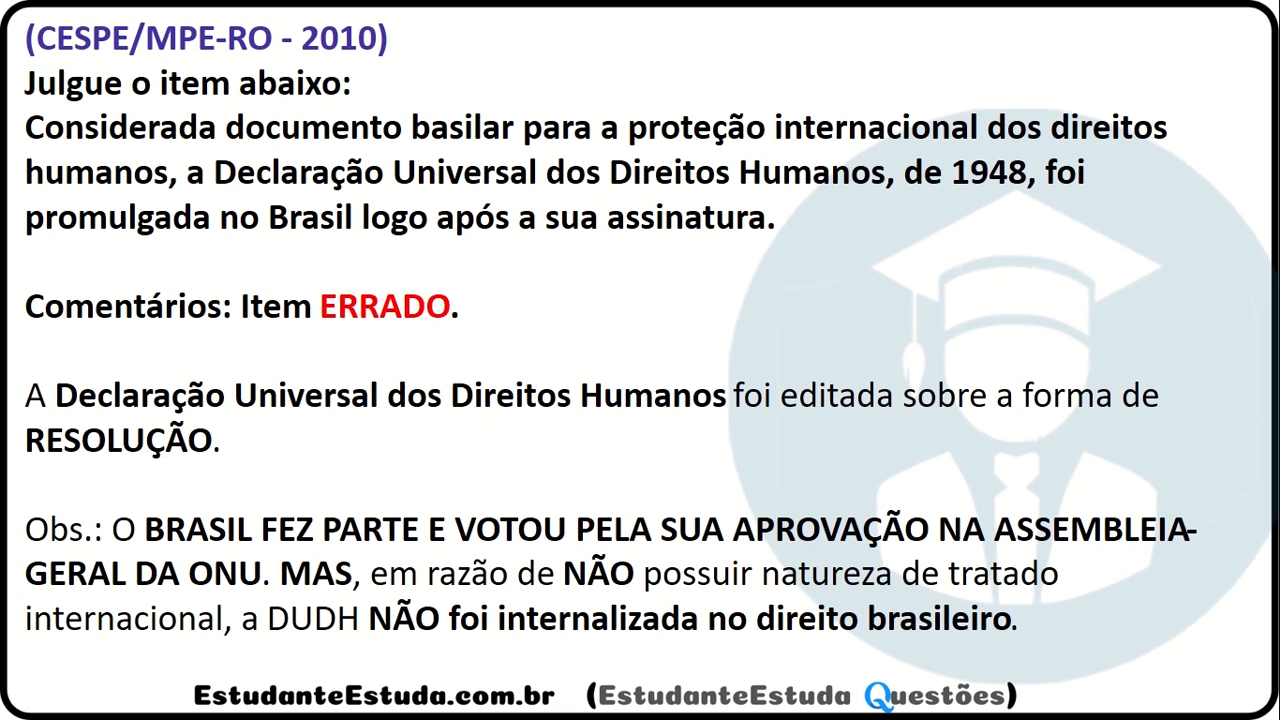 (CESPE/MPE-RO - 2010)
Julgue o item abaixo:
Considerada documento basilar para a proteção internacional dos direitos
humanos, a Declaração Universal dos Direitos Humanos, de 1948, foi
promulgada no Brasil logo após a sua assinatura.
Comentários: Item ERRADO.
A Declaração Universal dos Direitos Humanos foi editada sobre a forma de
RESOLUÇÃO.
Obs.: O BRASIL FEZ PARTE E VOTOU PELA SUA APROVAÇÃO NA ASSEMBLEIA-
GERAL DA ONU. MAS, em razão de NÃO possuir natureza de tratado
internacional, a DUDH NÃO foi internalizada no direito brasileiro.
EstudanteEstuda.com.br (EstudanteEstuda Questões)